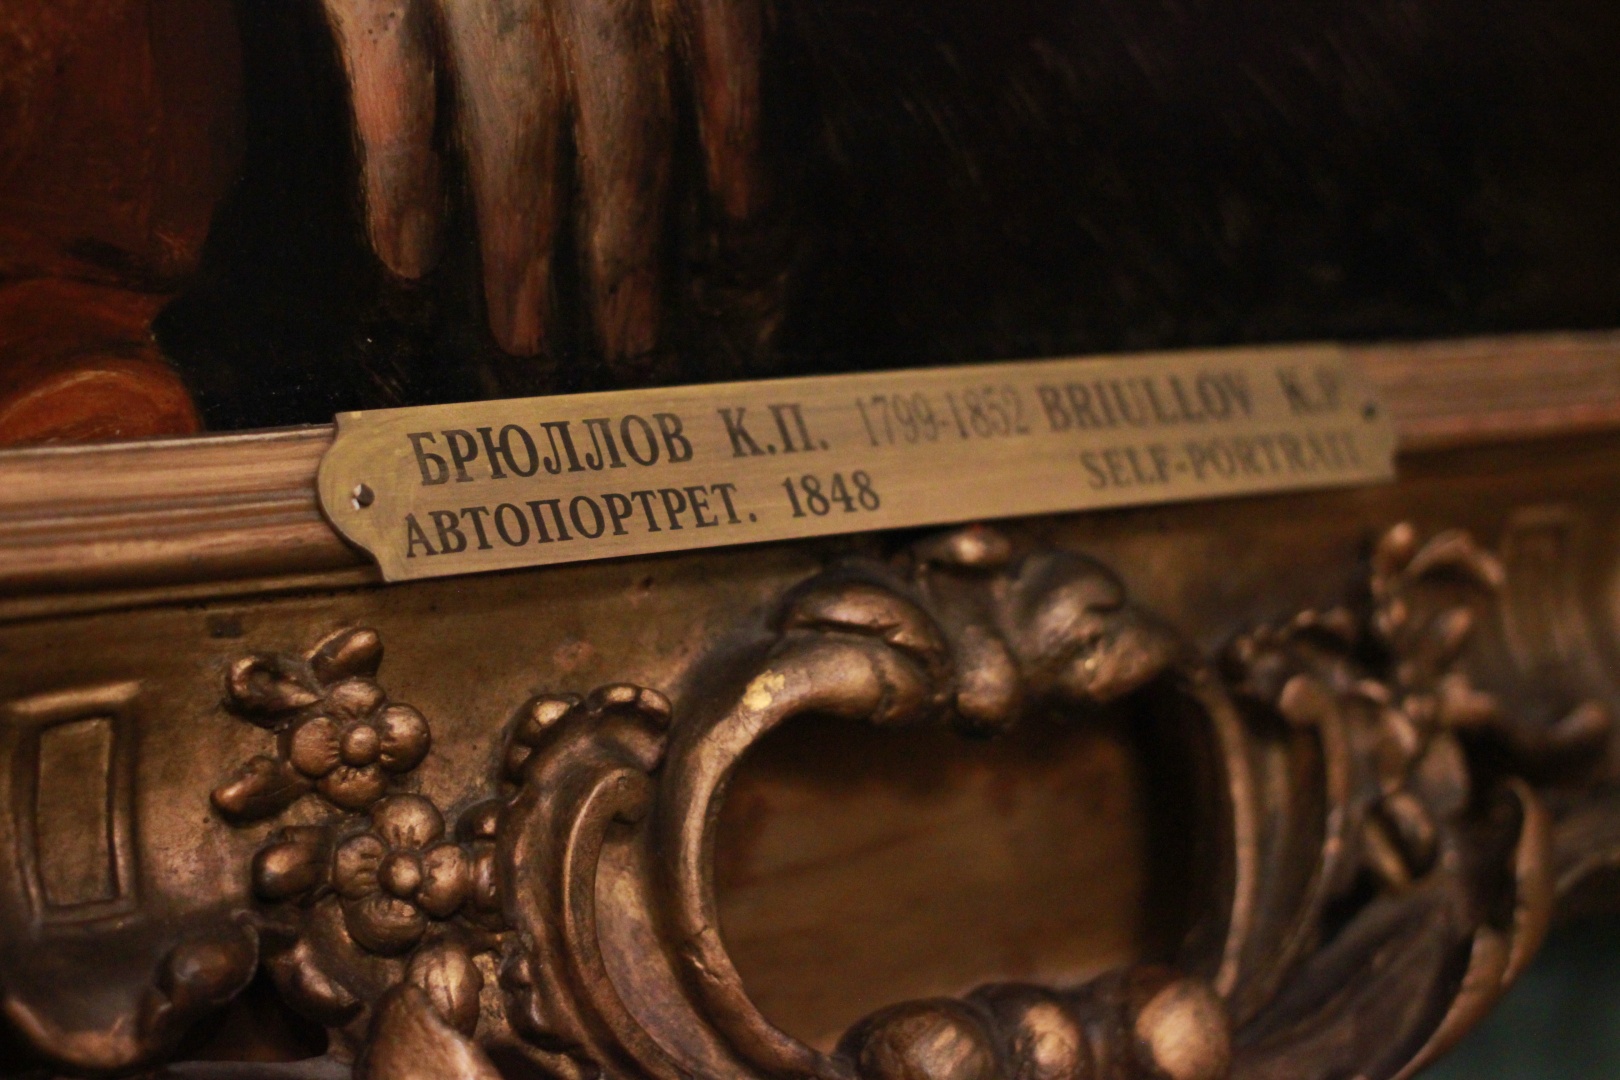 БРЮЛЛОВ К.П. 1799-1852 BRIULLOV K.P
АВТОПОРТРЕТ. 1848 SELF-PORTRAIT